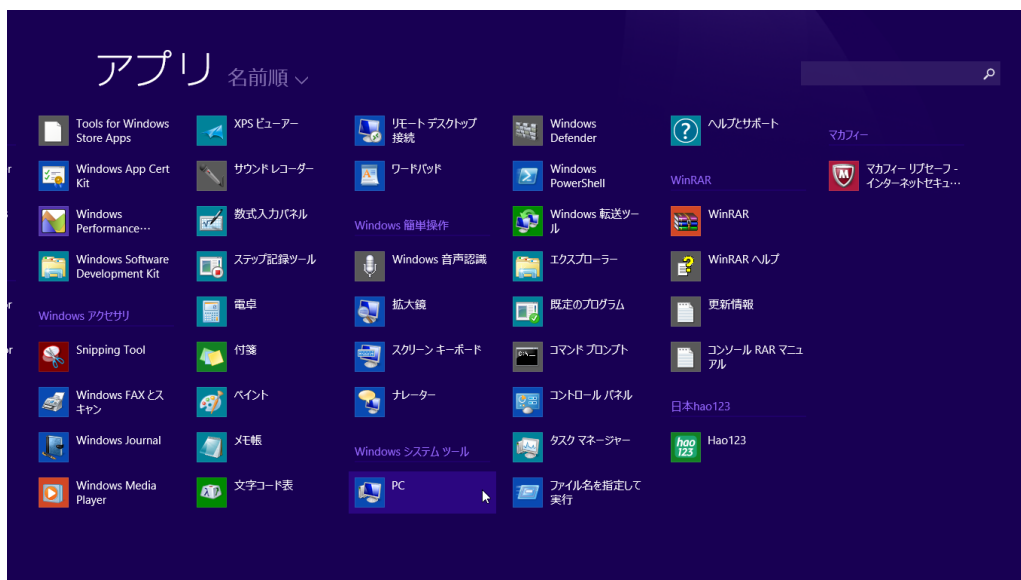 アプリ 名前順
Tools for Windows
Store Apps
Windows App Cert
Kit
Windows
Performance…
Windows Software
Development Kit
Windows アクセサリ
Snipping Tool
Windows FAX とス
キャン
Windows Journal
Windows Media
Player
XPS ビューアー
サウンド レコーダー
数式入力パネル
ステップ記録ツール
電卓
付箋
ペイント
メモ帳
文字コード表
リモート デスクトップ
接続
ワードパッド
Windows 簡単操作
Windows 音声認識
拡大鏡
スクリーン キーボード
ナレーター
Windows システム ツール
PC
Windows
Defender
Windows
PowerShell
Windows 転送ツー
ル
エクスプローラー
既定のプログラム
コマンド プロンプト
コントロール パネル
タスク マネージャー
ファイル名を指定して
実行
ヘルプとサポート
WinRAR
WinRAR
WinRAR ヘルプ
更新情報
コンソール RAR マニュ
アル
日本hao123
hao
123
Hao123
マカフィー
マカフィー リブセーフ -
インターネットセキュ…